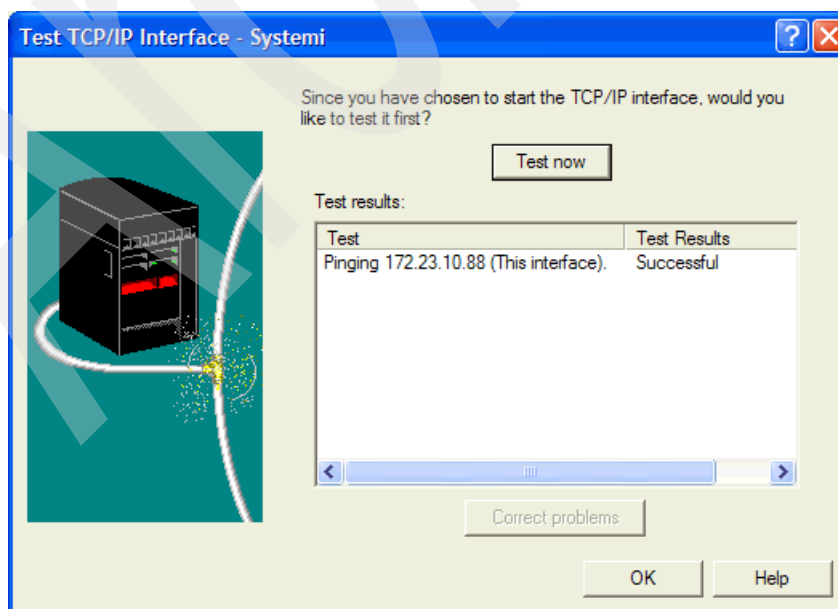 Test TCP/IP Interface - Systemi
Since you have chosen to start the TCP/IP interface, would you
like to test it first?
Test now
Test results:
Test Test Results
Pinging 172.23.10.88 (This interface). Successful
Correct problems
OK Help